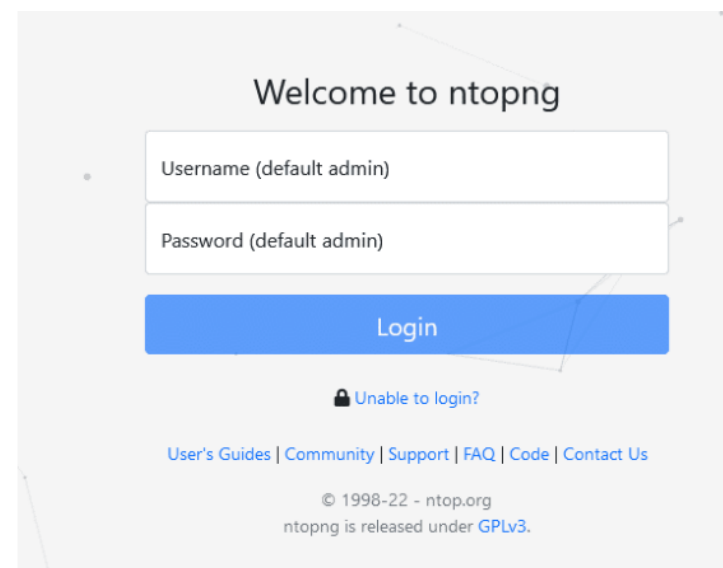 Welcome to ntopng
Username (default admin)
Password (default admin)
Login
Unable to login?
User's Guides | Community | Support | FAQ | Code | Contact Us
© 1998-22 - ntop.org
ntopng is released under GPLv3.